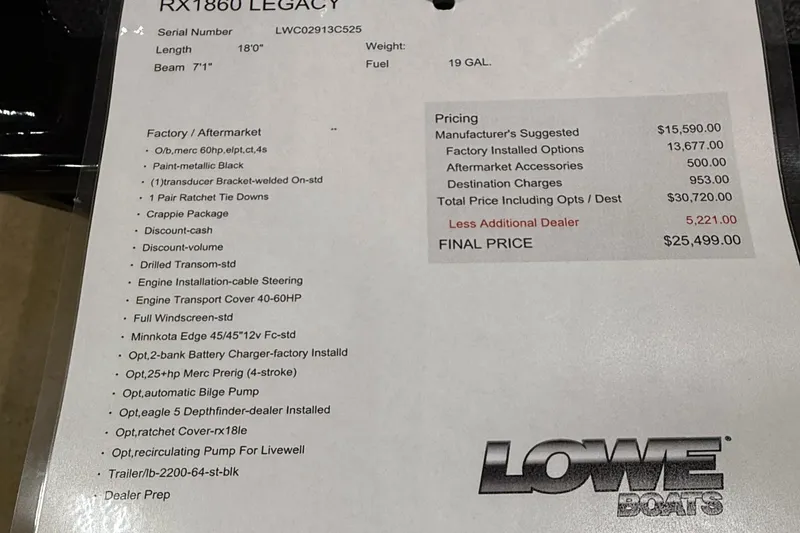 RX1860 LEGACY
Serial Number LWC02913C525
Length 18'0" Weight:
Beam 7'1" Fuel 19 GAL.
Factory / Aftermarket
· O/b,merc 60hp,elpt,ct,4s
· Paint-metallic Black
· (1)transducer Bracket-welded On-std
· 1 Pair Ratchet Tie Downs
· Crappie Package
· Discount-cash
· Discount-volume
· Drilled Transom-std
· Engine Installation-cable Steering
· Engine Transport Cover 40-60HP
· Full Windscreen-std
· Minnkota Edge 45/45"12v Fc-std
· Opt,2-bank Battery Charger-factory Installd
· Opt,25+hp Merc Prerig (4-stroke)
· Opt,automatic Bilge Pump
· Opt,eagle 5 Depthfinder-dealer Installed
· Opt,ratchet Cover-rx18le
· Opt,recirculating Pump For Livewell
· Trailer/lb-2200-64-st-blk
· Dealer Prep
Pricing
Manufacturer's Suggested $15,590.00
Factory Installed Options 13,677.00
Aftermarket Accessories 500.00
Destination Charges 953.00
Total Price Including Opts / Dest $30,720.00
Less Additional Dealer 5,221.00
FINAL PRICE $25,499.00
LOWE
BOATS